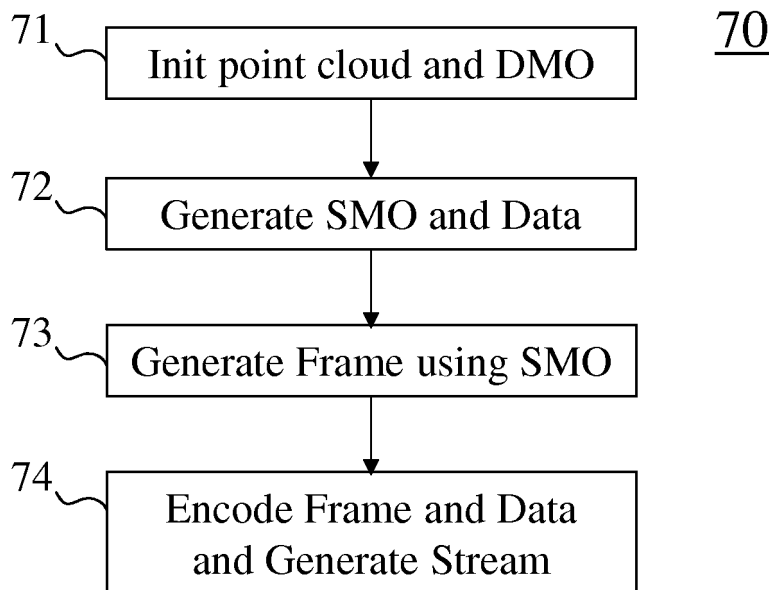 70
71
Init point cloud and DMO
72
Generate SMO and Data
73
Generate Frame using SMO
74
Encode Frame and Data
and Generate Stream